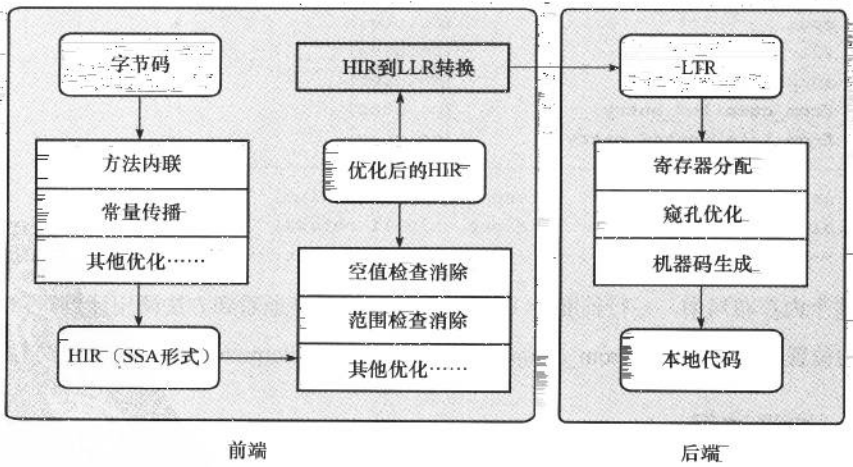 字节码
方法内联
常量传播
其他优化……
HIR（SSA形式）
HIR到LLR转换
优化后的HIR
空值检查消除
范围检查消除
其他优化……
前端
LTR
寄存器分配
窥孔优化
机器码生成
本地代码
后端